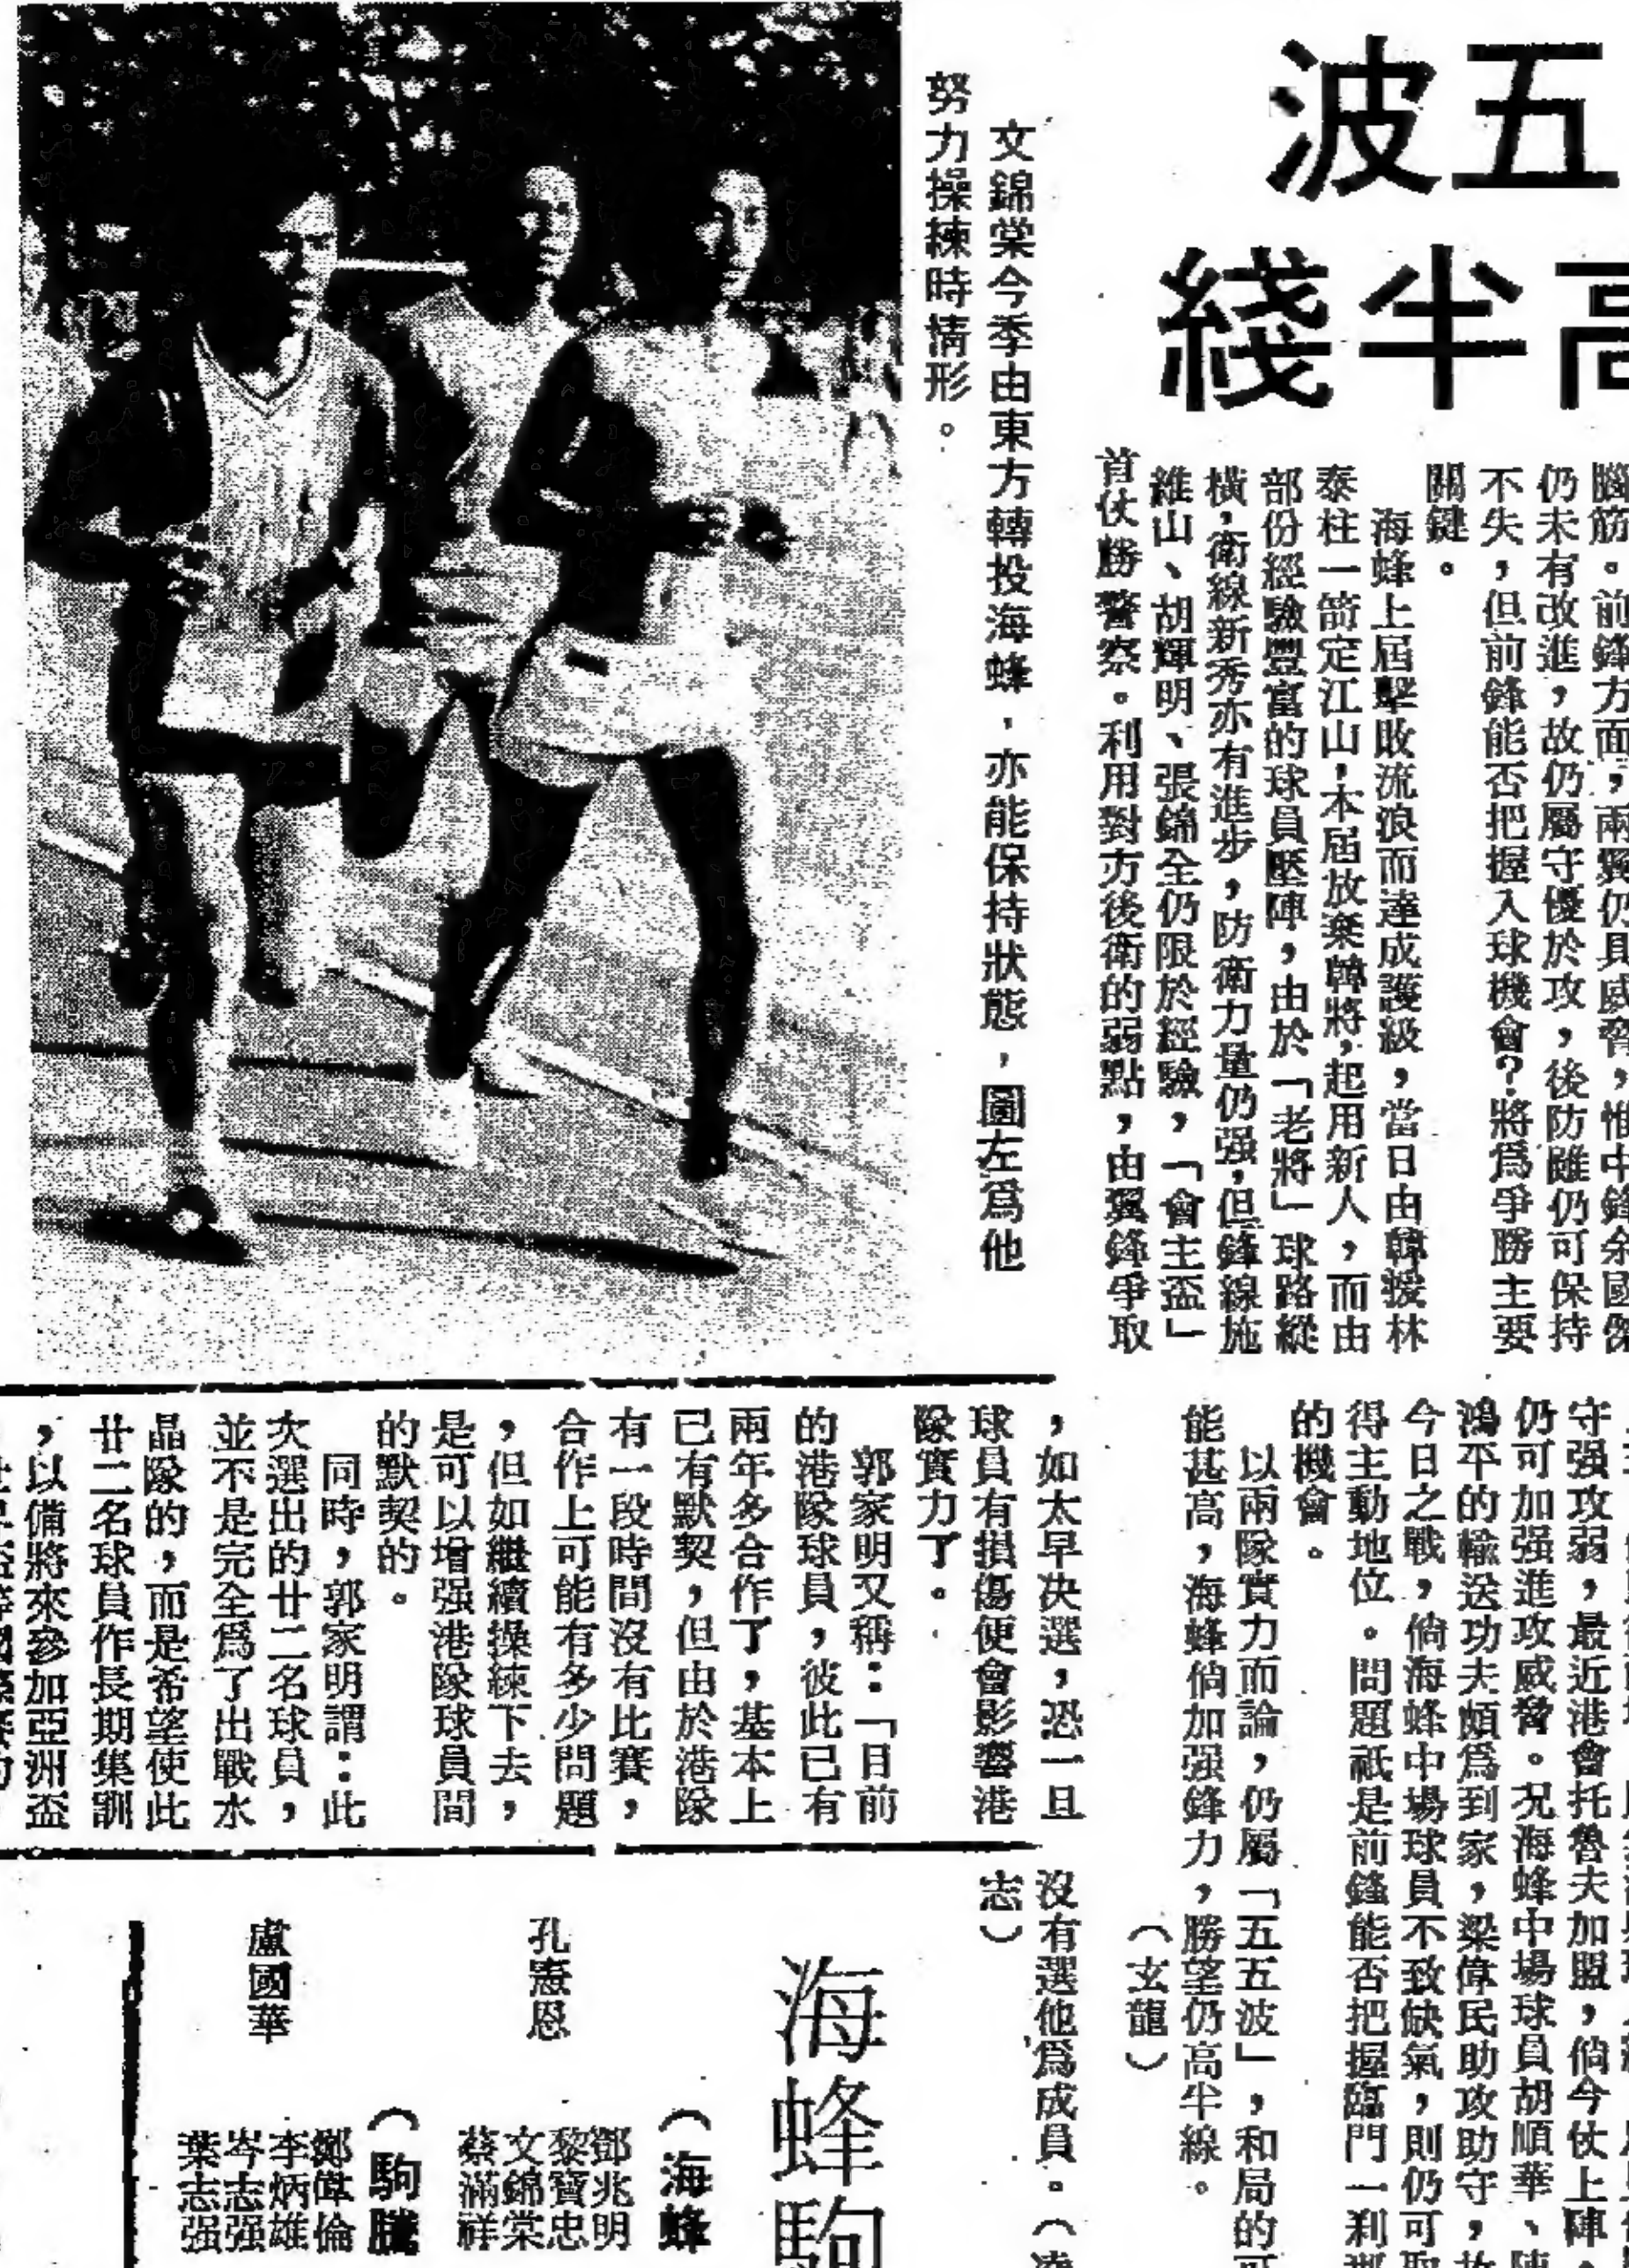 五波
高半綫
腦筋。前鋒方面，兩翼仍具威脅，惟中鋒余國傑
仍未有改進，故仍屬守優於攻，後防雖仍可保持
不失，但前鋒能否把握入球機會？將爲爭勝主要
關鍵。
海蜂上屆擊敗流浪而達成護級，當日由韓援林
泰柱一箭定江山，本屆放棄韓將，起用新人，而由
部份經驗豐富的球員壓陣，由於「老將」球路縱
橫，衛線新秀亦有進步，防衛力量仍强，但鋒線施
維山、胡輝明、張錦全仍限於經驗，「會主盃」
首仗勝警察。利用對方後衛的弱點，由翼鋒爭取
文錦棠今季由東方轉投海蜂，亦能保持狀態，圖左爲他
努力操練時情形。
守强攻弱，最近港會托魯夫加盟，倘今仗上陣，
仍可加强進攻威脅。况海蜂中場球員胡順華、陳
鴻平的輸送功夫頗爲到家，梁偉民助攻助守，故
今日之戰，倘海蜂中場球員不致缺氣，則仍可取
得主動地位。問題祇是前鋒能否把握臨門一刹那
的機會。
以兩隊實力而論，仍屬「五五波」，和局的可
能甚高，海蜂倘加强鋒力，勝望仍高半線。
（玄龍）
，如太早决選，恐一旦
球員有損傷便會影響港
隊實力了。
郭家明又稱：「目前
的港隊球員，彼此已有
兩年多合作了，基本上
已有默契，但由於港隊
有一段時間沒有比賽，
合作上可能有多少問題
，但如繼續操練下去，
是可以增强港隊球員間
的默契的。
同時，郭家明謂：此
次選出的廿二名球員，
並不是完全爲了出戰水
晶隊的，而是希望使此
廿二名球員作長期集訓
，以備將來參加亞洲盃
沒有選他爲成員。（凌
志）
海蜂駒
（海蜂
鄧兆明
黎寶忠
文錦棠
蔡滿祥
孔憲恩
（駒騰
鄭偉倫
李炳雄
岑志强
葉志强
盧國華